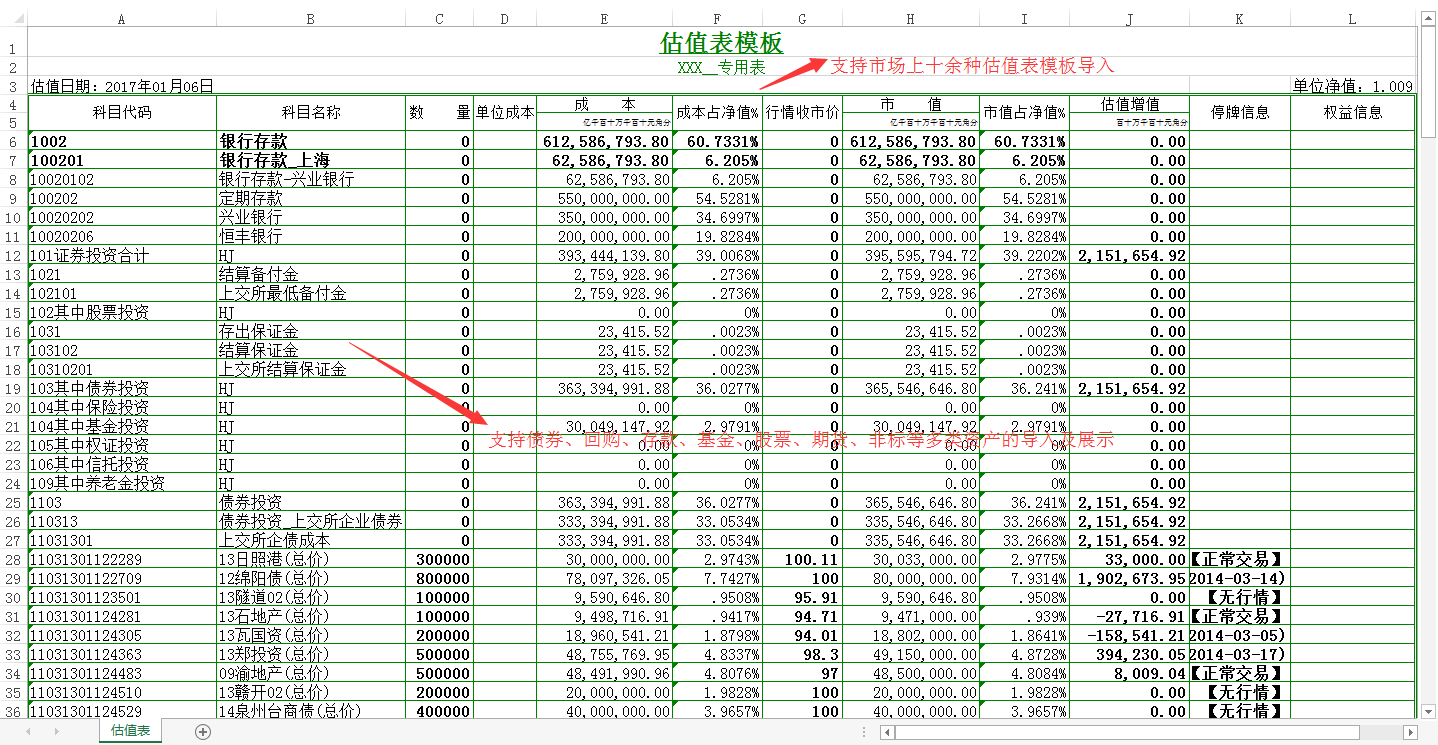 A B C D E F G H I J K L
1 估值表模板
2 XXX__专用表
支持市场上十余种估值表模板导入
3 估值日期：2017年01月06日 单位净值：1.009
4 科目代码 科目名称 数 量 单位成本 成 本 成本占净值% 行情收市价 市 值 市值占净值% 估值增值 停牌信息 权益信息
5 亿千百十万千百十元角分 亿千百十万千百十元角分 百十万千百十元角分
6 1002 银行存款 0 612,586,793.80 60.7331% 0 612,586,793.80 60.7331% 0.00
7 100201 银行存款_上海 0 62,586,793.80 6.205% 0 62,586,793.80 6.205% 0.00
8 10020102 银行存款-兴业银行 0 62,586,793.80 6.205% 0 62,586,793.80 6.205% 0.00
9 100202 定期存款 0 550,000,000.00 54.5281% 0 550,000,000.00 54.5281% 0.00
10 10020202 兴业银行 0 350,000,000.00 34.6997% 0 350,000,000.00 34.6997% 0.00
11 10020206 恒丰银行 0 200,000,000.00 19.8284% 0 200,000,000.00 19.8284% 0.00
12 101证券投资合计 HJ 0 393,444,139.80 39.0068% 0 395,595,794.72 39.2202% 2,151,654.92
13 1021 结算备付金 0 2,759,928.96 .2736% 0 2,759,928.96 .2736% 0.00
14 102101 上交所最低备付金 0 2,759,928.96 .2736% 0 2,759,928.96 .2736% 0.00
15 102其中股票投资 HJ 0 0.00 0% 0 0.00 0% 0.00
16 1031 存出保证金 0 23,415.52 .0023% 0 23,415.52 .0023% 0.00
17 103102 结算保证金 0 23,415.52 .0023% 0 23,415.52 .0023% 0.00
18 10310201 上交所结算保证金 0 23,415.52 .0023% 0 23,415.52 .0023% 0.00
19 103其中债券投资 HJ 0 363,394,991.88 36.0277% 0 365,546,646.80 36.241% 2,151,654.92
20 104其中保险投资 HJ 0 0.00 0% 0 0.00 0% 0.00
21 104其中基金投资 HJ 0 30,049,147.92 2.9791% 0 30,049,147.92 2.9791% 0.00
支持债券、回购、存款、基金、股票、期货、非标等多类资产的导入及展示
22 105其中权证投资 HJ 0 0.00 0% 0 0.00 0% 0.00
23 106其中信托投资 HJ 0 0.00 0% 0 0.00 0% 0.00
24 109其中养老金投资 HJ 0 0.00 0% 0 0.00 0% 0.00
25 1103 债券投资 0 363,394,991.88 36.0277% 0 365,546,646.80 36.241% 2,151,654.92
26 110313 债券投资_上交所企业债券 0 333,394,991.88 33.0534% 0 335,546,646.80 33.2668% 2,151,654.92
27 11031301 上交所企债成本 0 333,394,991.88 33.0534% 0 335,546,646.80 33.2668% 2,151,654.92
28 11031301122289 13日照港(总价) 300000 30,000,000.00 2.9743% 100.11 30,033,000.00 2.9775% 33,000.00 【正常交易】
29 11031301122709 12绵阳债(总价) 800000 78,097,326.05 7.7427% 100 80,000,000.00 7.9314% 1,902,673.95 2014-03-14)
30 11031301123501 13隧道02(总价) 100000 9,590,646.80 .9508% 95.91 9,590,646.80 .9508% 0.00 【无行情】
31 11031301124281 13石地产(总价) 100000 9,498,716.91 .9417% 94.71 9,471,000.00 .939% -27,716.91 【正常交易】
32 11031301124305 13瓦国资(总价) 200000 18,960,541.21 1.8798% 94.01 18,802,000.00 1.8641% -158,541.21 2014-03-05)
33 11031301124363 13郑投资(总价) 500000 48,755,769.95 4.8337% 98.3 49,150,000.00 4.8728% 394,230.05 2014-03-17)
34 11031301124483 09渝地产(总价) 500000 48,491,990.96 4.8076% 97 48,500,000.00 4.8084% 8,009.04 【正常交易】
35 11031301124510 13赣开02(总价) 200000 20,000,000.00 1.9828% 100 20,000,000.00 1.9828% 0.00 【无行情】
36 11031301124529 14泉州台商债(总价) 400000 40,000,000.00 3.9657% 100 40,000,000.00 3.9657% 0.00 【无行情】
估值表